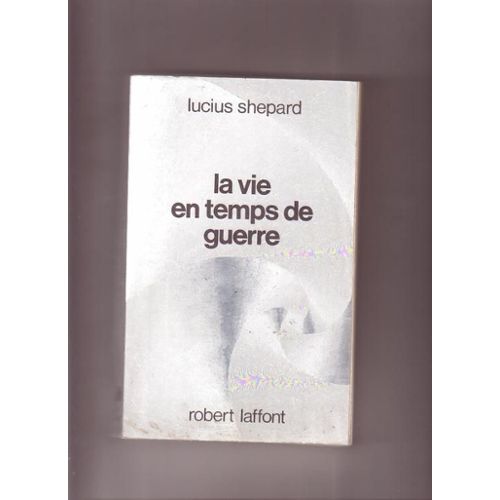 lucius shepard
la vie
en temps de
guerre
robert laffont